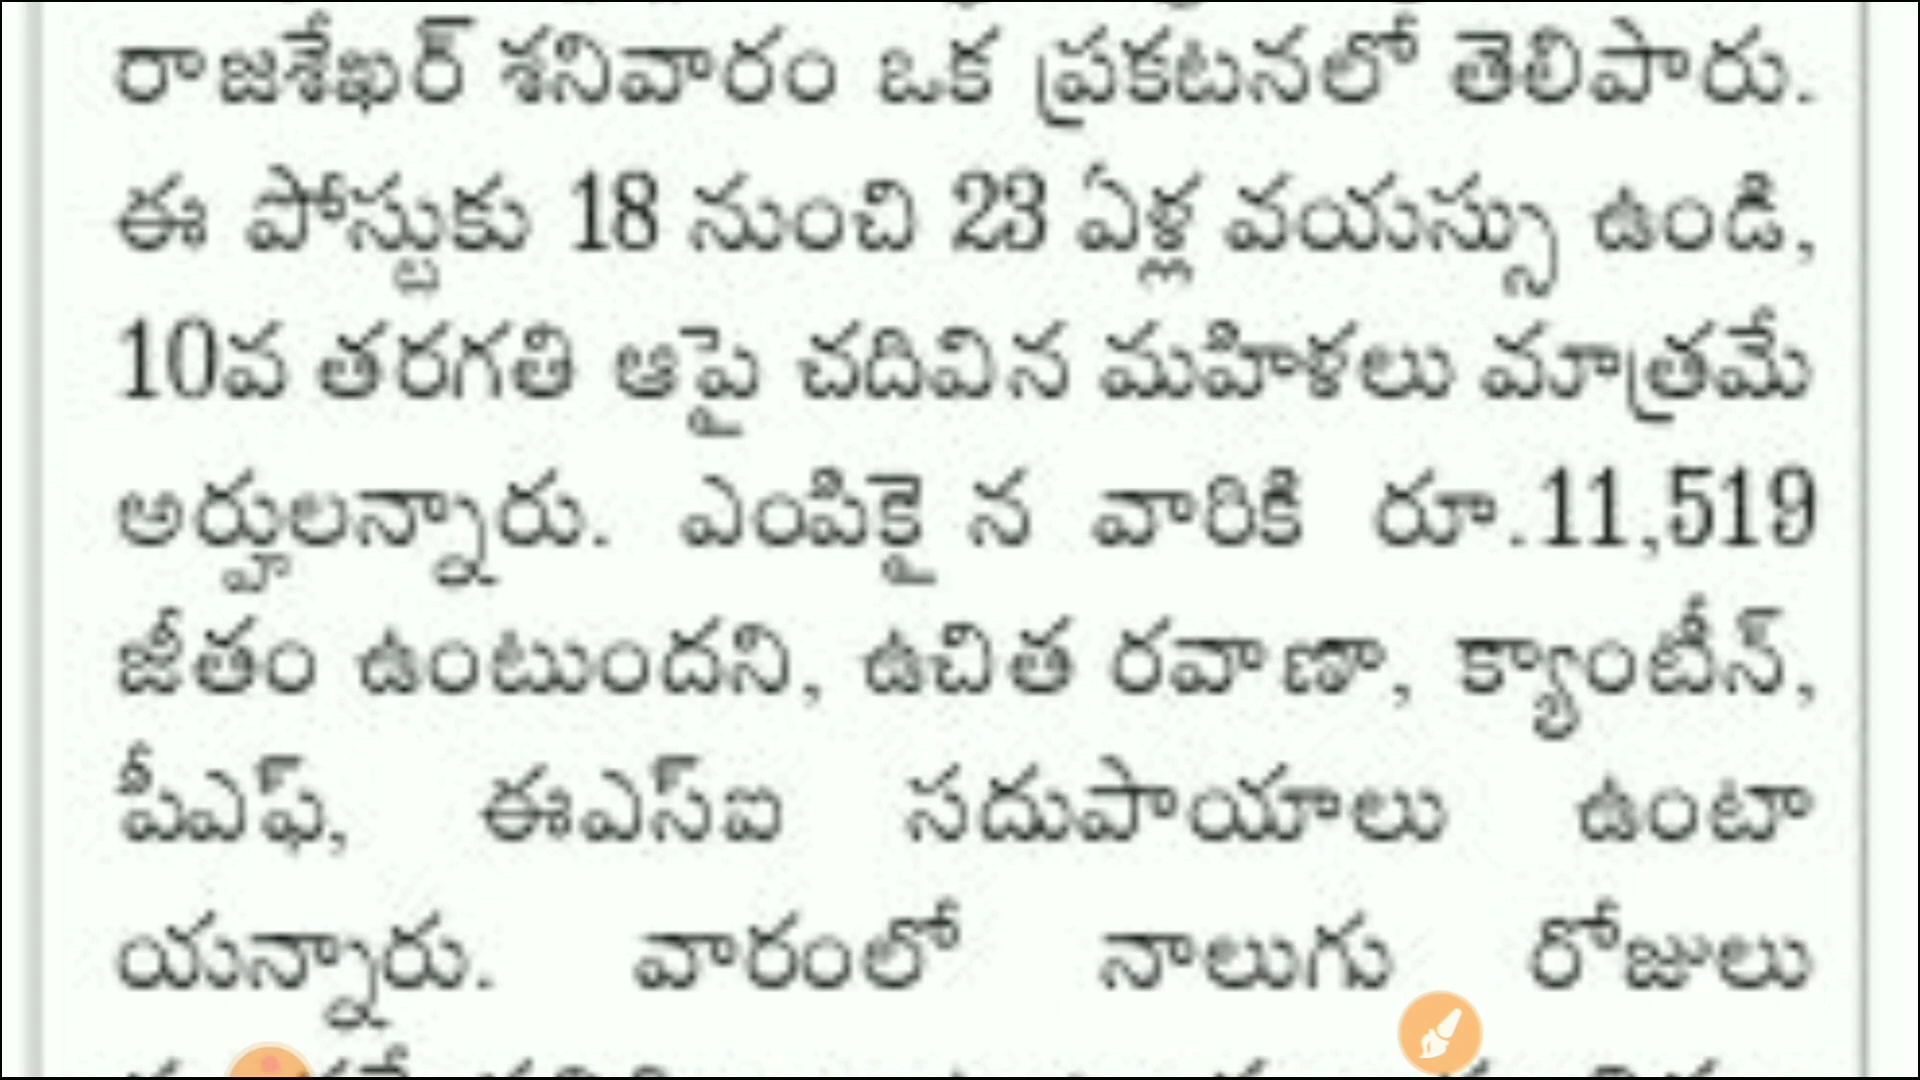 రాజశేఖర్ శనివారం ఒక ప్రకటనలో తెలిపారు.
ఈ పోస్టుకు 18 నుంచి 23 ఏళ్ల వయస్సు ఉండి,
10వ తరగతి ఆపై చదివిన మహిళలు మాత్రమే
అర్హులన్నారు. ఎంపికై న వారికి రూ.11,519
జీతం ఉంటుందని, ఉచిత రవాణా, క్యాంటీన్,
పీఎఫ్, ఈఎస్ఐ సదుపాయాలు ఉంటా
యన్నారు. వారంలో నాలుగు రోజులు